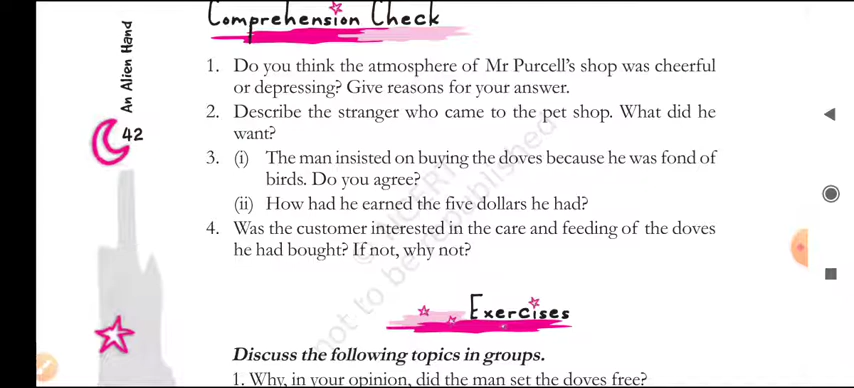 Comprehension Check
An Alien Hand
42
1. Do you think the atmosphere of Mr Purcell's shop was cheerful
or depressing? Give reasons for your answer.
2. Describe the stranger who came to the pet shop. What did he
want?
3. (i) The man insisted on buying the doves because he was fond of
birds. Do you agree?
(ii) How had he earned the five dollars he had?
4. Was the customer interested in the care and feeding of the doves
he had bought? If not, why not?
Exercises
Discuss the following topics in groups.
1. Why, in your opinion, did the man set the doves free?
© NCERT
not to be republished